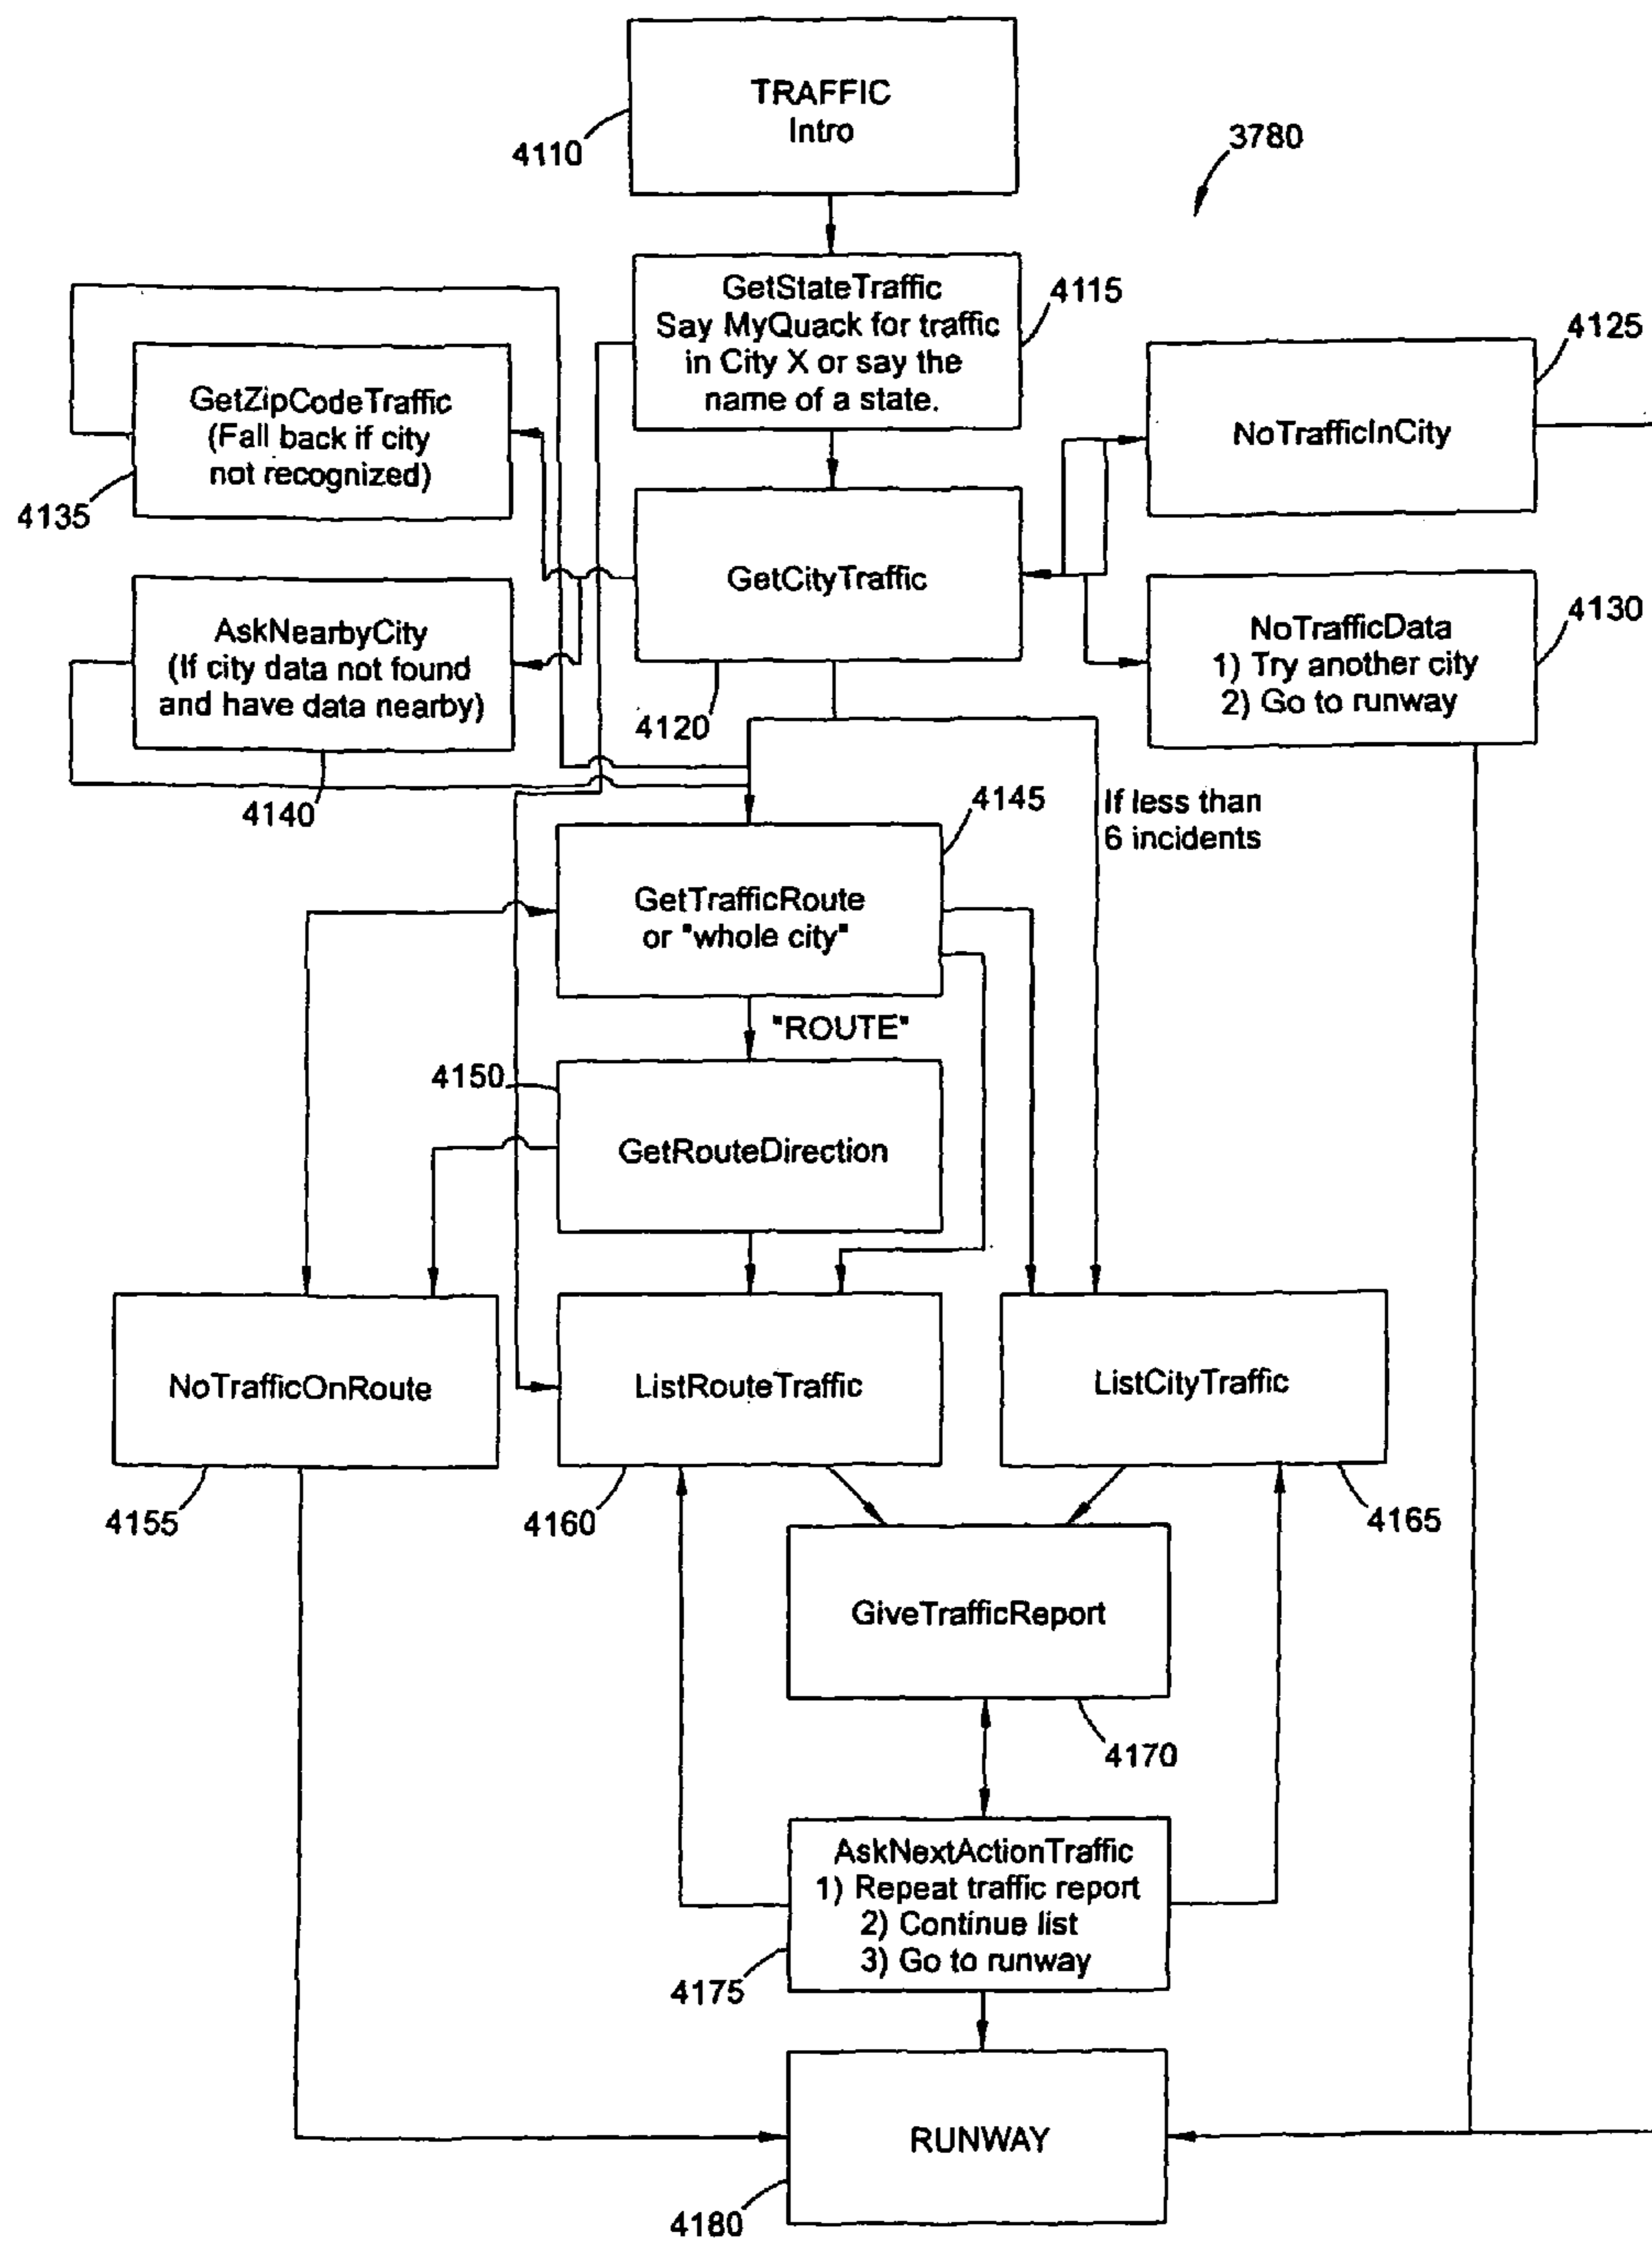 TRAFFIC
Intro
4110
3780
GetStateTraffic
Say MyQuack for traffic
in City X or say the
name of a state.
4115
4125
GetZipCodeTraffic
(Fall back if city
not recognized)
4135
NoTrafficInCity
GetCityTraffic
4120
AskNearbyCity
(If city data not found
and have data nearby)
4140
NoTrafficData
1) Try another city
2) Go to runway
4130
4145
If less than
6 incidents
GetTrafficRoute
or "whole city"
"ROUTE"
4150
GetRouteDirection
NoTrafficOnRoute
4155
ListRouteTraffic
4160
ListCityTraffic
4165
GiveTrafficReport
4170
AskNextActionTraffic
1) Repeat traffic report
2) Continue list
3) Go to runway
4175
RUNWAY
4180